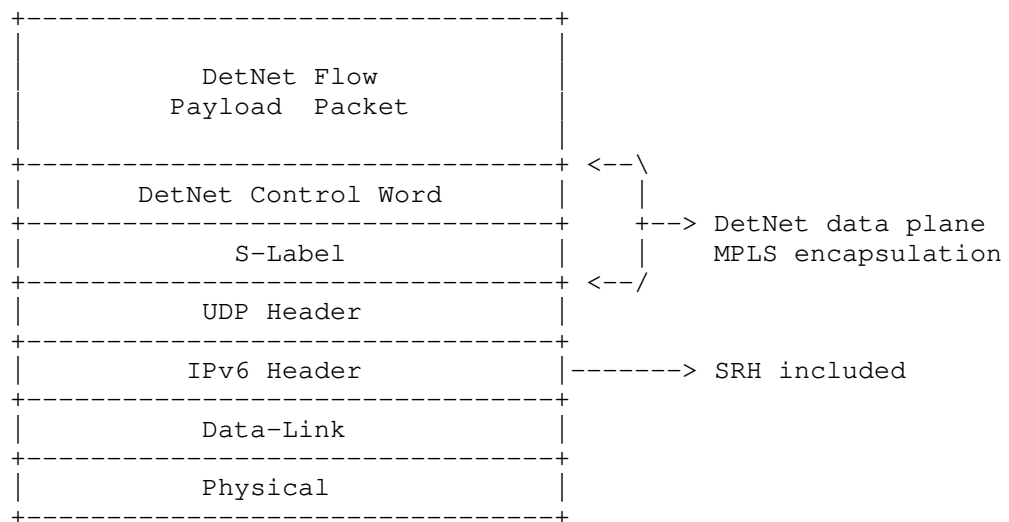 DetNet Flow
Payload Packet
DetNet Control Word
S-Label
DetNet data plane
MPLS encapsulation
UDP Header
IPv6 Header
SRH included
Data-Link
Physical